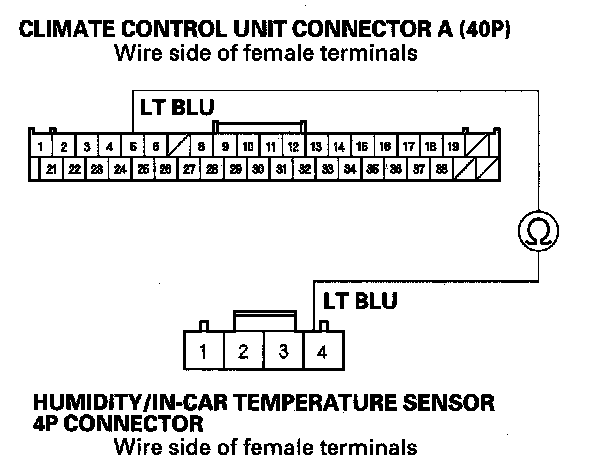 CLIMATE CONTROL UNIT CONNECTOR A (40P)
Wire side of female terminals
LT BLU
1 2 3 4 5 6 8 9 10 11 12 13 14 15 16 17 18 19
21 22 23 24 25 26 27 28 29 30 31 32 33 34 35 36 37 38
Ω
LT BLU
1 2 3 4
HUMIDITY/IN-CAR TEMPERATURE SENSOR
4P CONNECTOR
Wire side of female terminals